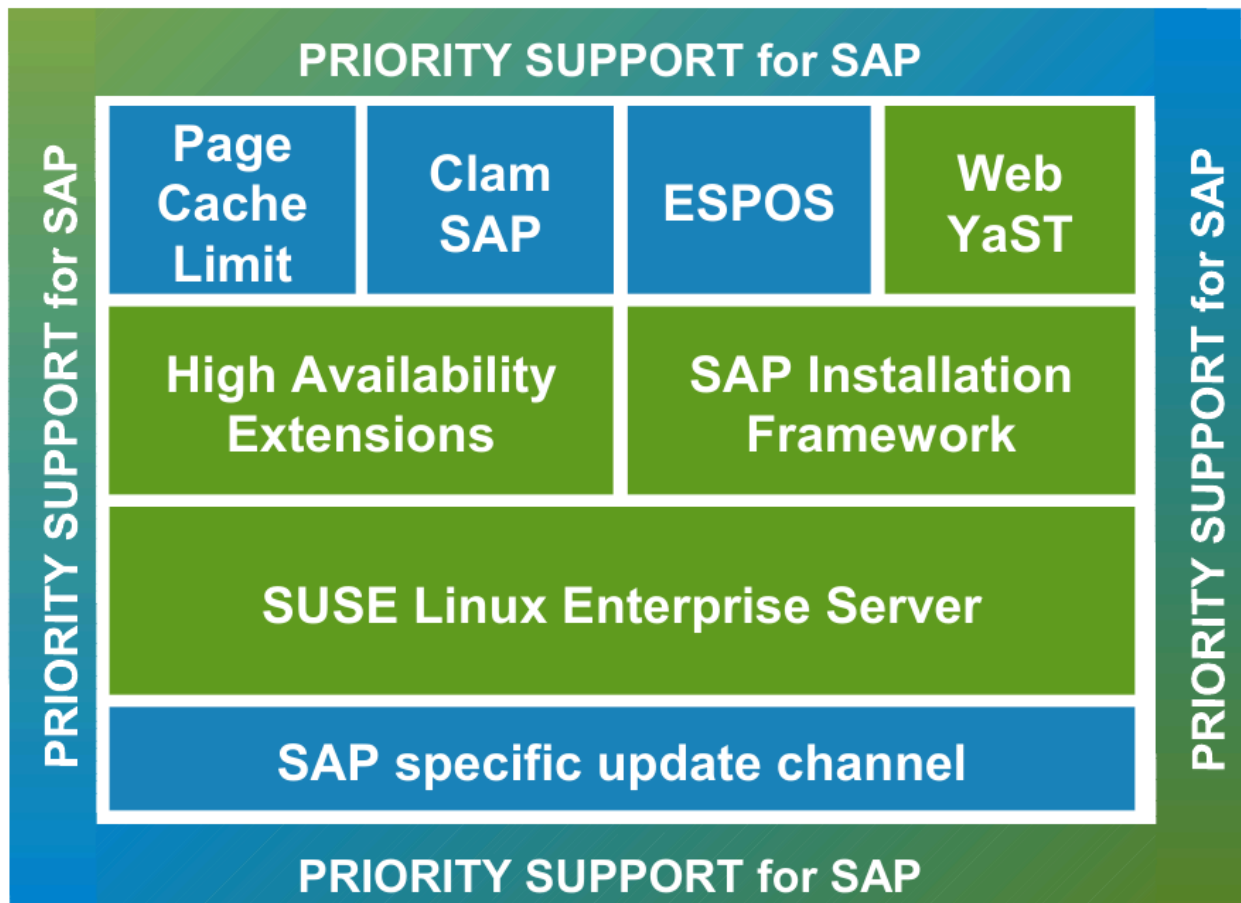 PRIORITY SUPPORT for SAP
PRIORITY SUPPORT for SAP
Page
Cache
Limit
Clam
SAP
ESPOS
Web
YaST
High Availability
Extensions
SAP Installation
Framework
SUSE Linux Enterprise Server
SAP specific update channel
PRIORITY SUPPORT for SAP
PRIORITY SUPPORT for SAP